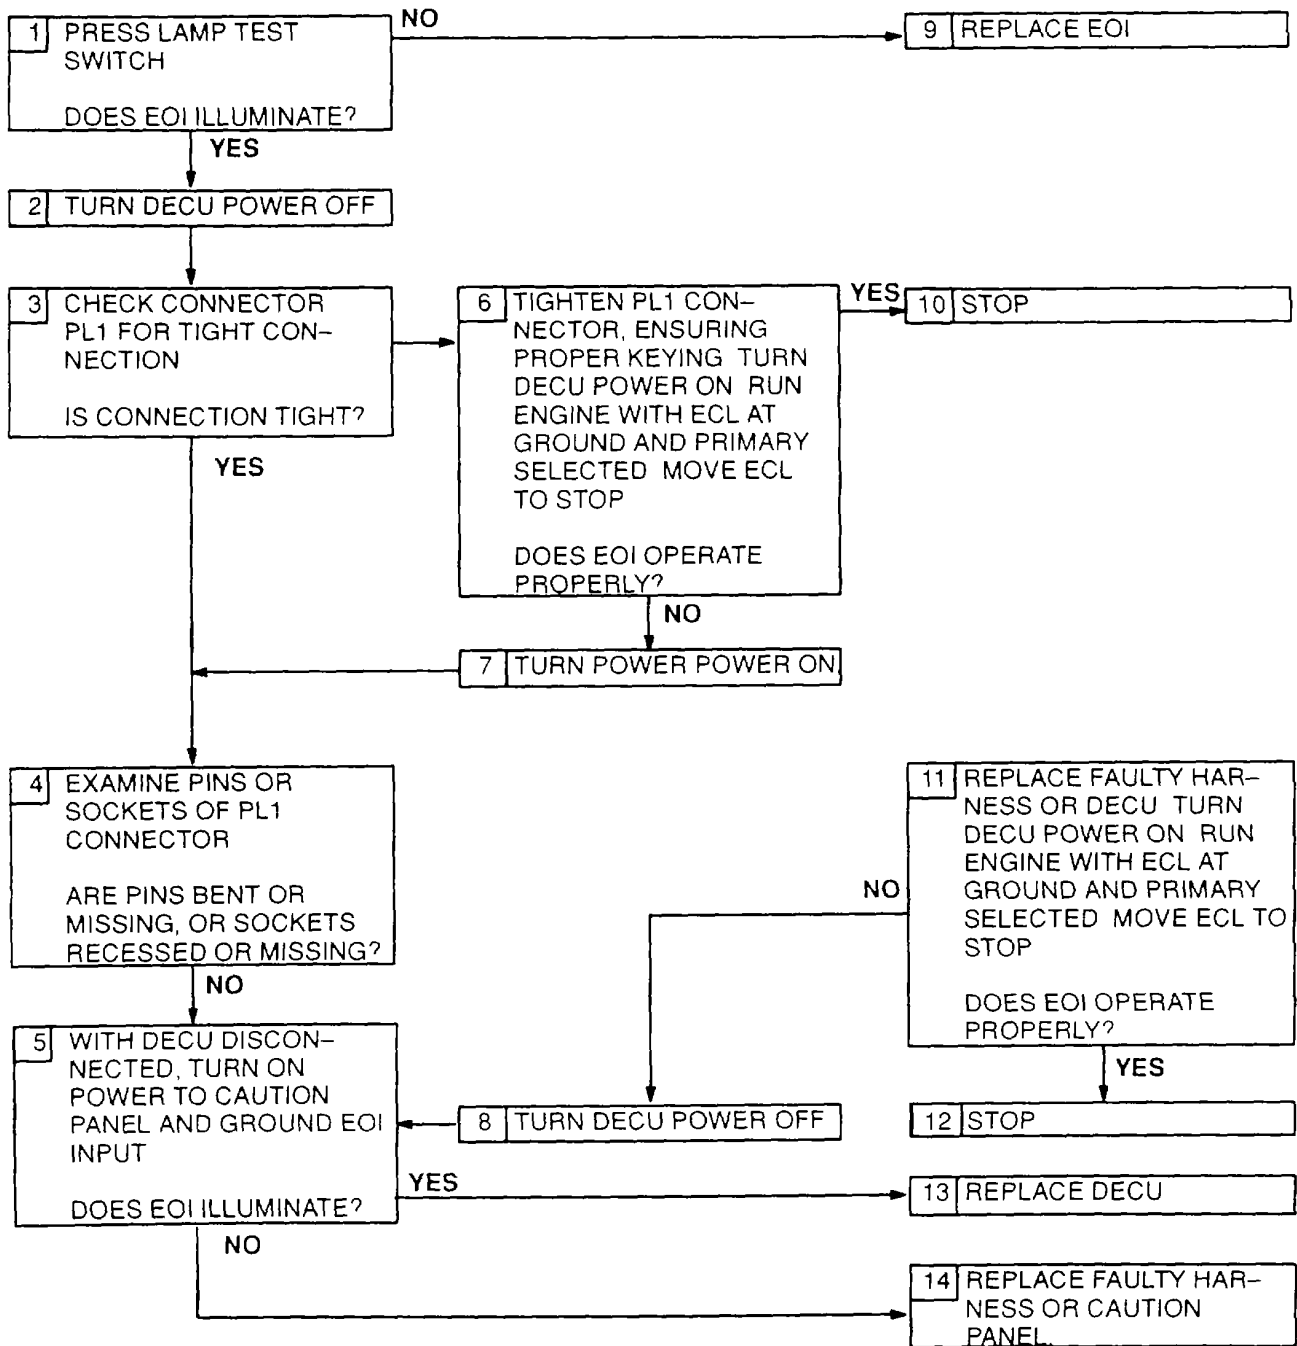 1 PRESS LAMP TEST
SWITCH
DOES EOI ILLUMINATE?
NO
9 REPLACE EOI
YES
2 TURN DECU POWER OFF
3 CHECK CONNECTOR
PL1 FOR TIGHT CON–
NECTION
IS CONNECTION TIGHT?
YES
6 TIGHTEN PL1 CON–
NECTOR, ENSURING
PROPER KEYING TURN
DECU POWER ON RUN
ENGINE WITH ECL AT
GROUND AND PRIMARY
SELECTED MOVE ECL
TO STOP
DOES EOI OPERATE
PROPERLY?
YES
10 STOP
NO
7 TURN POWER POWER ON
4 EXAMINE PINS OR
SOCKETS OF PL1
CONNECTOR
ARE PINS BENT OR
MISSING, OR SOCKETS
RECESSED OR MISSING?
NO
11 REPLACE FAULTY HAR–
NESS OR DECU TURN
DECU POWER ON RUN
ENGINE WITH ECL AT
GROUND AND PRIMARY
SELECTED MOVE ECL TO
STOP
DOES EOI OPERATE
PROPERLY?
NO
YES
5 WITH DECU DISCON–
NECTED, TURN ON
POWER TO CAUTION
PANEL AND GROUND EOI
INPUT
DOES EOI ILLUMINATE?
8 TURN DECU POWER OFF
12 STOP
YES
13 REPLACE DECU
NO
14 REPLACE FAULTY HAR–
NESS OR CAUTION
PANEL.